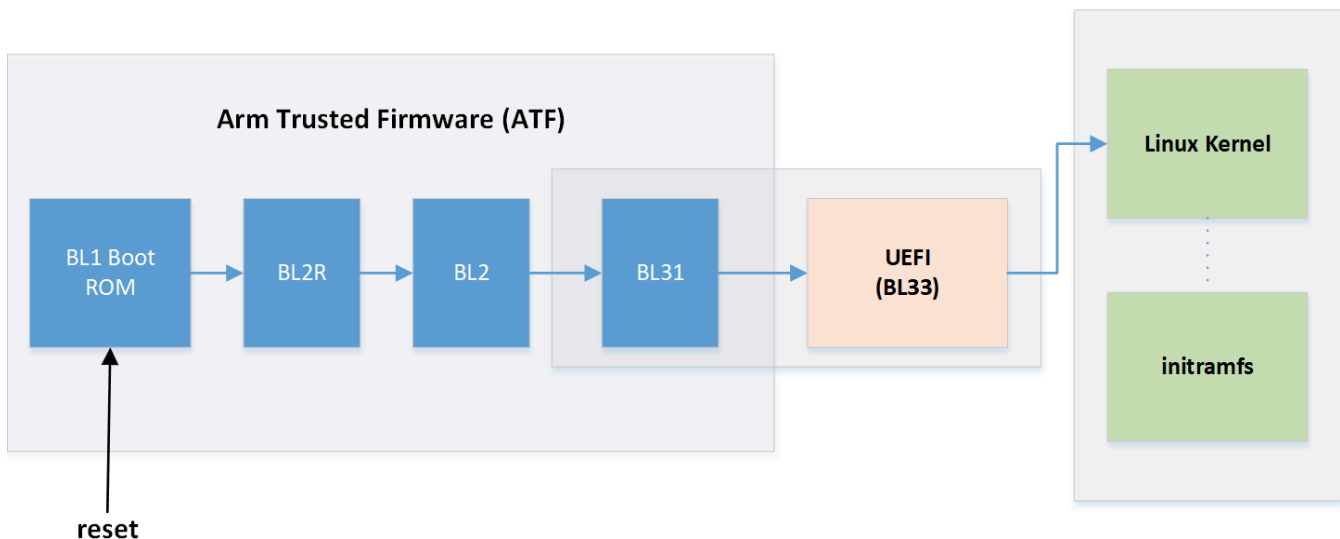 Arm Trusted Firmware (ATF)
BL1 Boot
ROM
BL2R
BL2
BL31
UEFI
(BL33)
Linux Kernel
initramfs
reset